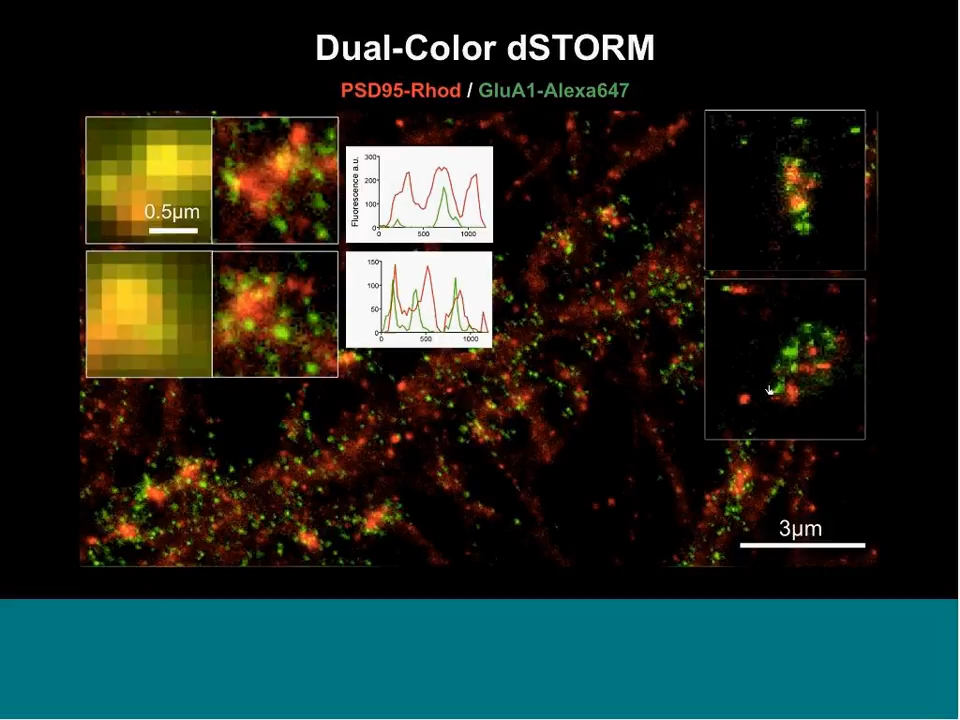 Dual-Color dSTORM
PSD95-Rhod / GluA1-Alexa647
0.5µm
Fluorescence a.u.
300
200
100
0
0 500 1000
150
100
50
0
0 500 1000
3µm